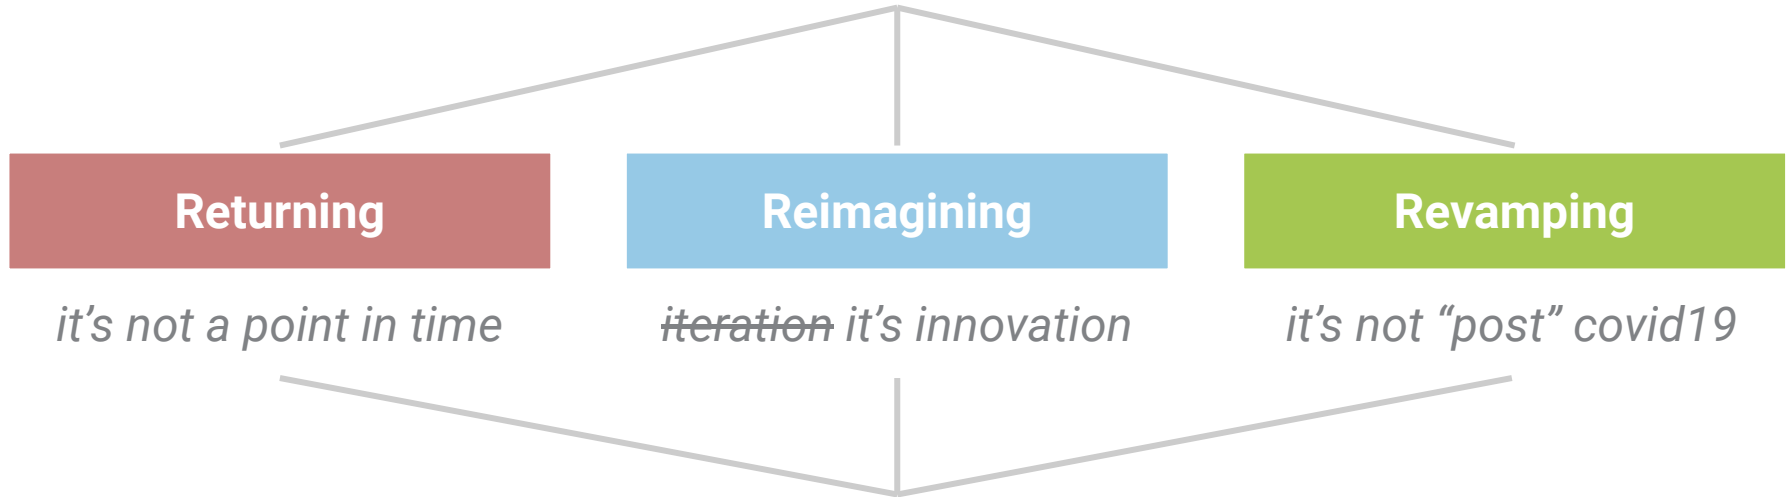 Returning
Reimagining
Revamping
it's not a point in time
iteration it's innovation
it's not “post” covid19